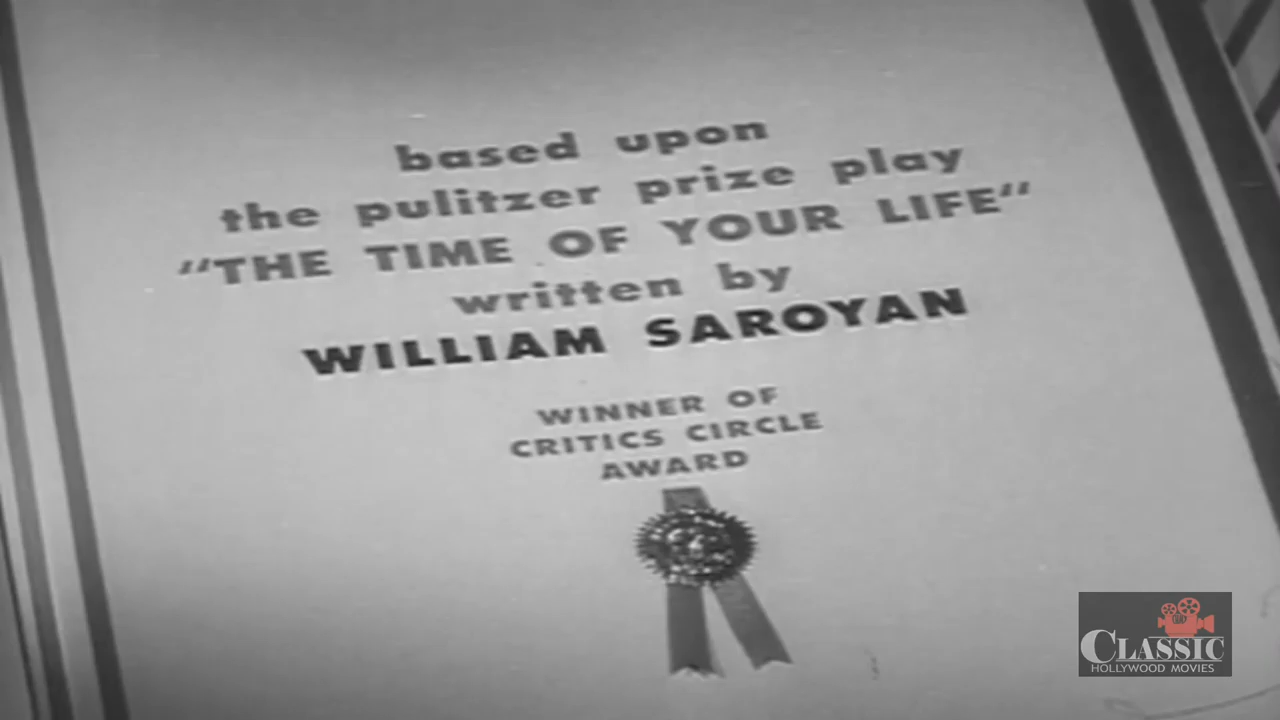 based upon
the pulitzer prize play
"THE TIME OF YOUR LIFE"
written by
WILLIAM SAROYAN
WINNER OF
CRITICS CIRCLE
AWARD
CLASSIC
HOLLYWOOD MOVIES